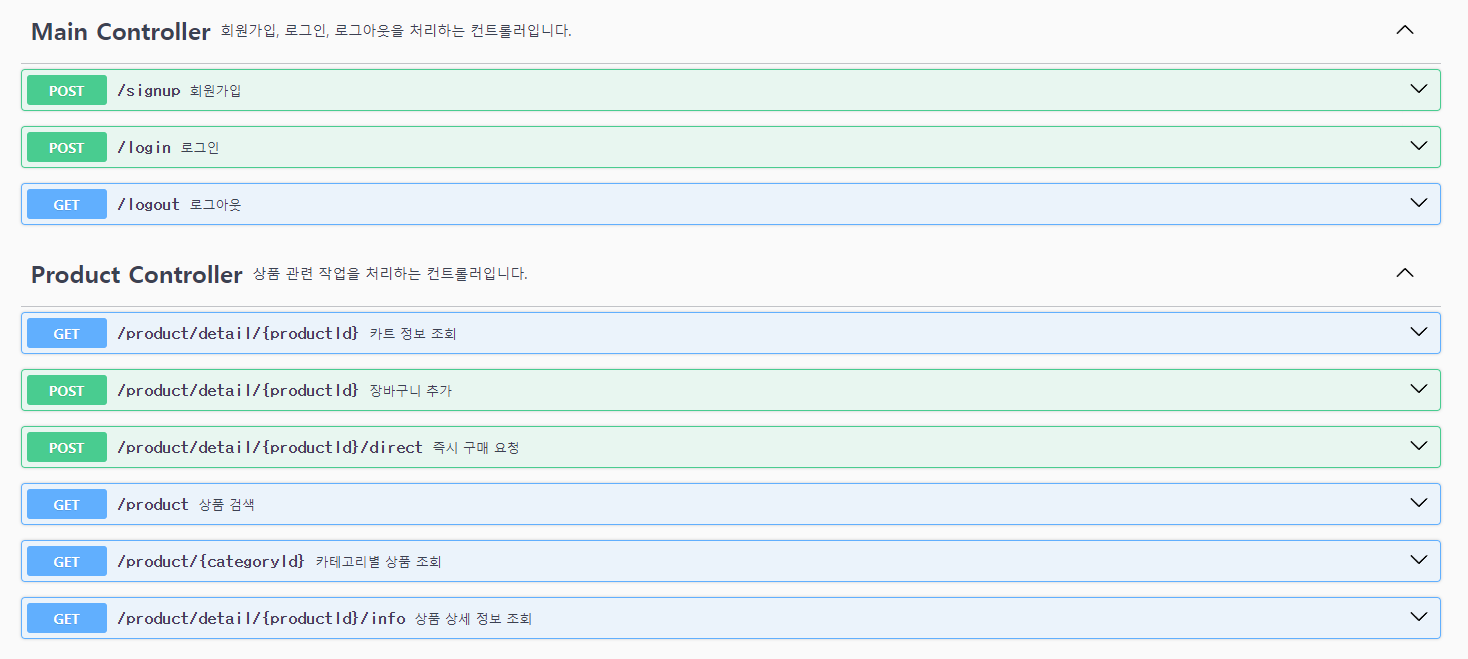 Main Controller 회원가입, 로그인, 로그아웃을 처리하는 컨트롤러입니다.
POST /signup 회원가입
POST /login 로그인
GET /logout 로그아웃
Product Controller 상품 관련 작업을 처리하는 컨트롤러입니다.
GET /product/detail/{productId} 카트 정보 조회
POST /product/detail/{productId} 장바구니 추가
POST /product/detail/{productId}/direct 즉시 구매 요청
GET /product 상품 검색
GET /product/{categoryId} 카테고리별 상품 조회
GET /product/detail/{productId}/info 상품 상세 정보 조회